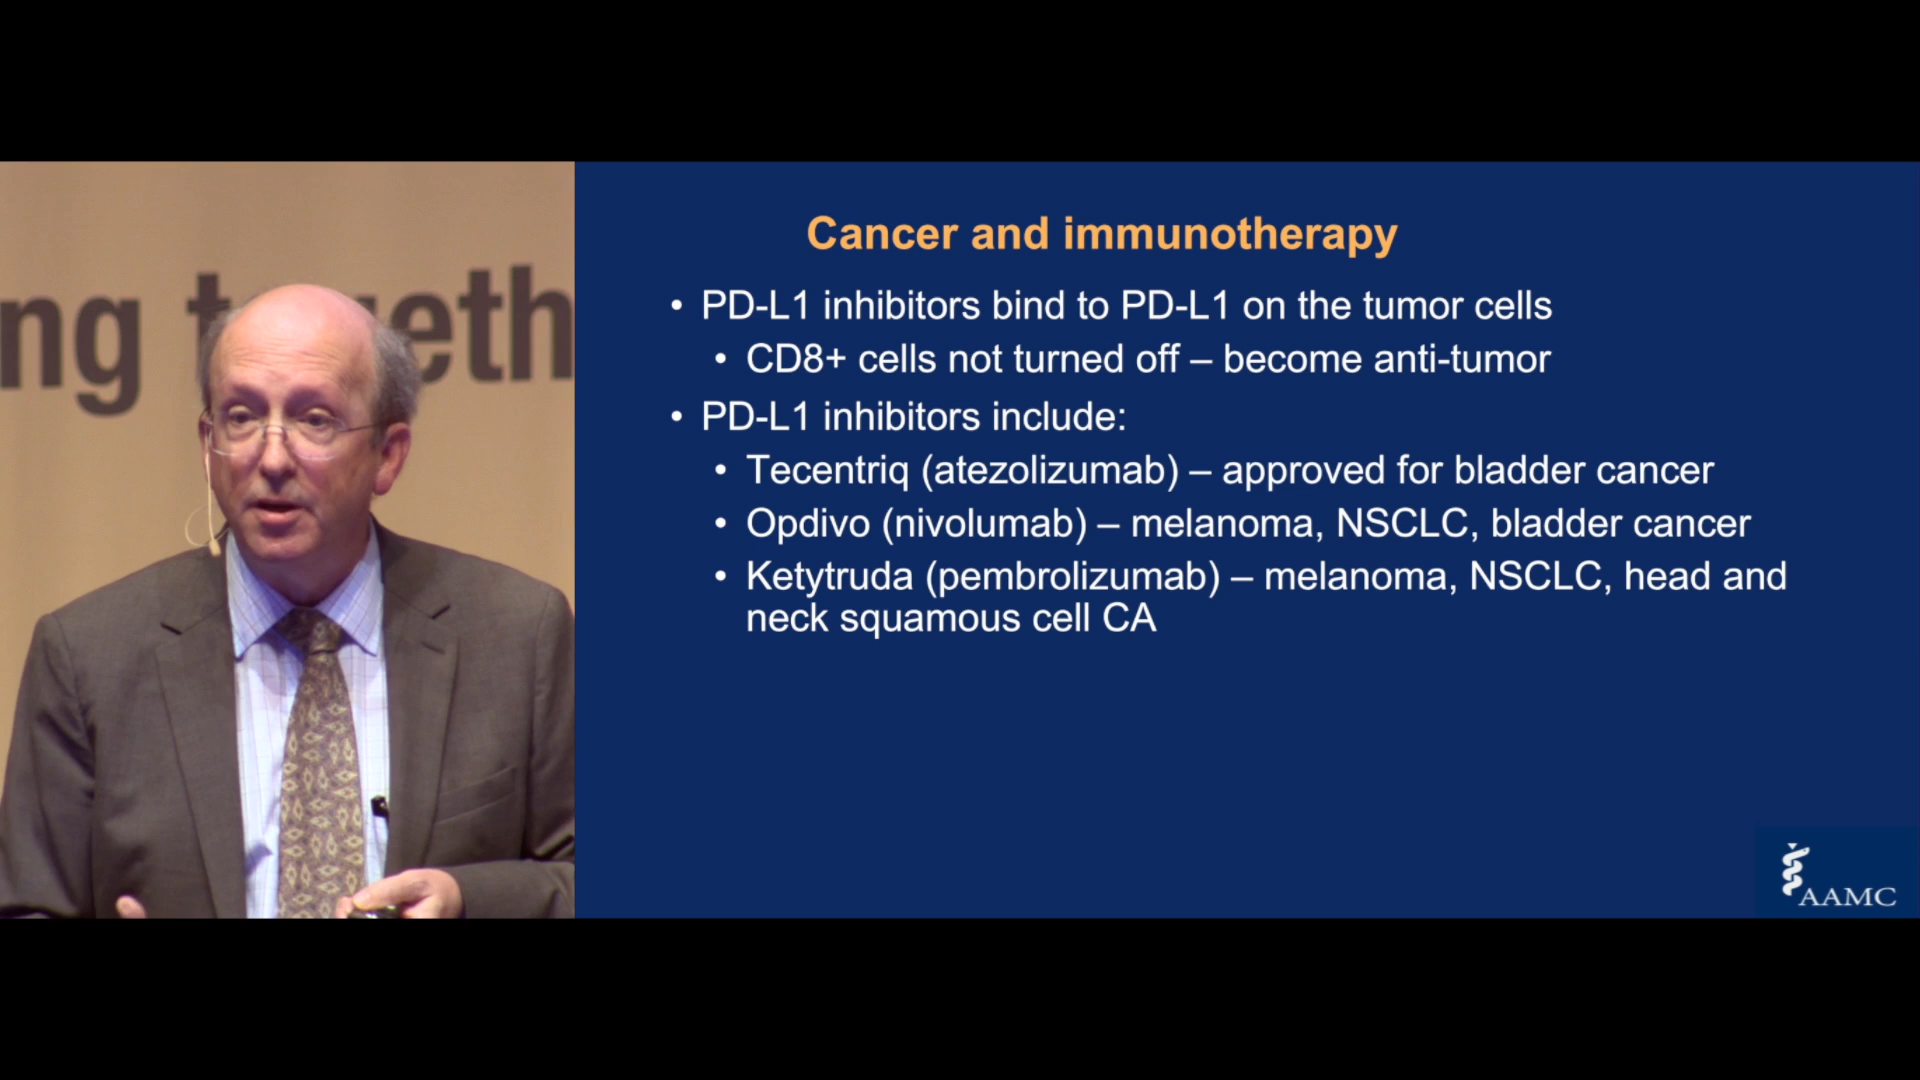 ng togeth
Cancer and immunotherapy
• PD-L1 inhibitors bind to PD-L1 on the tumor cells
• CD8+ cells not turned off – become anti-tumor
• PD-L1 inhibitors include:
• Tecentriq (atezolizumab) – approved for bladder cancer
• Opdivo (nivolumab) – melanoma, NSCLC, bladder cancer
• Ketytruda (pembrolizumab) – melanoma, NSCLC, head and
neck squamous cell CA
AAMC